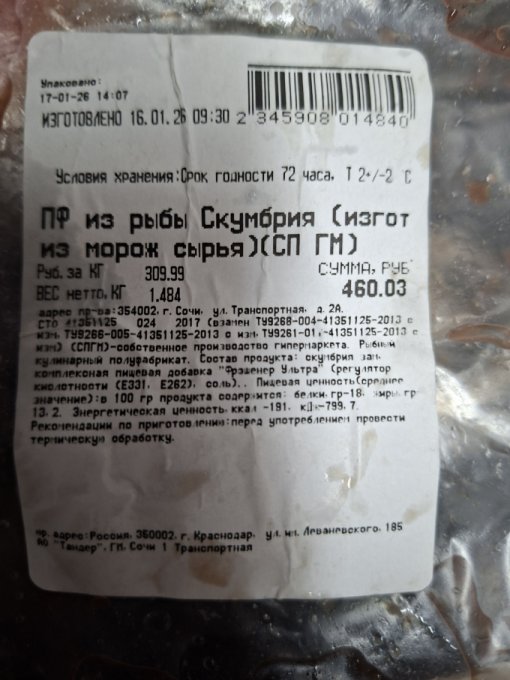 Упаковано:
17-01-26 14:07
ИЗГОТОВЛЕНО 16.01.26 09:30
2 345908 014840
Условия хранения:Срок годности 72 часа, Т 2+/-2 С
ПФ из рыбы Скумбрия (изгот
из морож сырья)(СП ГМ)
Руб. за КГ 309.99 СУММА, РУБ
ВЕС нетто,КГ 1.484 460.03
адрес пр-ва:354002,г. Сочи, ул. Транспортная, д. 2А.
СТО 41351125 024 2017 (взамен ТУ9268-004-41351125-2013 с
изм, ТУ9266-005-41351125-2013 с изм, ТУ9261-01 -41351125-2013 с
изм) (СПГМ)-собственное производство гипермаркета. Рыбный
кулинарный полуфабрикат. Состав продукта: скумбрия зам,
комплексная пищевая добавка "Фрешенер Ультра" (регулятор
кислотности (Е331, Е262), соль).. Пищевая ценность(среднее
значение):в 100 гр продукта содержится: белки,гр-18, жиры,гр
13,2. Энергетическая ценность,ккал -191, кДж-799,7.
Рекомендации по приготовлению:перед употреблением провести
термическую обработку.
юр. адрес:Россия, 350002, г. Краснодар, ул.им.Леваневского, 185
АО "Тандер", ГМ, Сочи 1 Транспортная